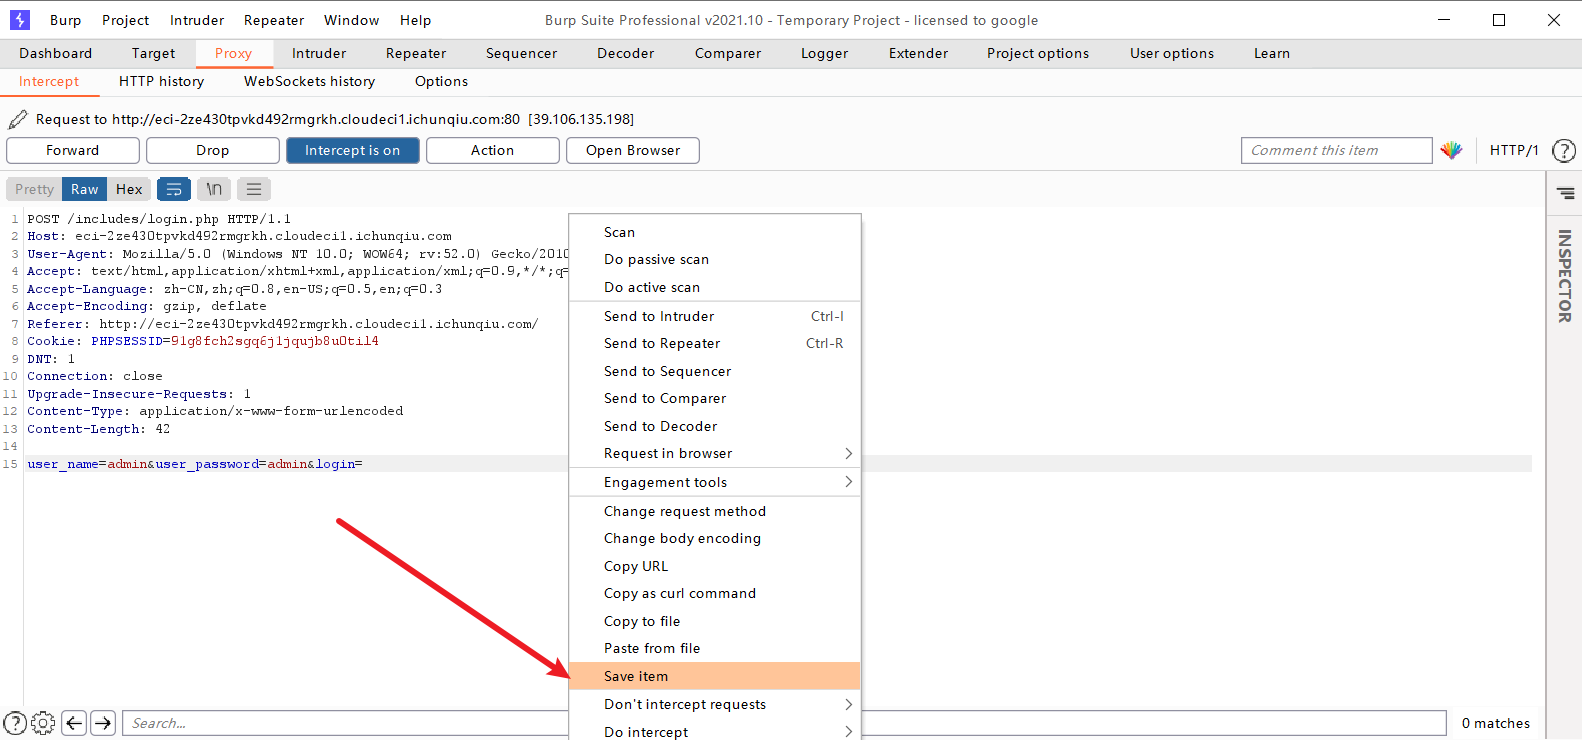 Burp Project Intruder Repeater Window Help Burp Suite Professional v2021.10 - Temporary Project - licensed to google
Dashboard Target Proxy Intruder Repeater Sequencer Decoder Comparer Logger Extender Project options User options Learn
Intercept HTTP history WebSockets history Options
Request to http://eci-2ze430tpvkd492rmgrkh.cloudeci1.ichunqiu.com:80 [39.106.135.198]
Forward Drop Intercept is on Action Open Browser Comment this item HTTP/1 ?
Pretty Raw Hex \n
INSPECTOR
1 POST /includes/login.php HTTP/1.1
2 Host: eci-2ze430tpvkd492rmgrkh.cloudeci1.ichunqiu.com
3 User-Agent: Mozilla/5.0 (Windows NT 10.0; WOW64; rv:52.0) Gecko/2010
4 Accept: text/html,application/xhtml+xml,application/xml;q=0.9,*/*;q=
5 Accept-Language: zh-CN,zh;q=0.8,en-US;q=0.5,en;q=0.3
6 Accept-Encoding: gzip, deflate
7 Referer: http://eci-2ze430tpvkd492rmgrkh.cloudeci1.ichunqiu.com/
8 Cookie: PHPSESSID=91g8fch2sgq6j1jqujb8u0til4
9 DNT: 1
10 Connection: close
11 Upgrade-Insecure-Requests: 1
12 Content-Type: application/x-www-form-urlencoded
13 Content-Length: 42
14
15 user_name=admin&user_password=admin&login=
Scan
Do passive scan
Do active scan
Send to Intruder Ctrl-I
Send to Repeater Ctrl-R
Send to Sequencer
Send to Comparer
Send to Decoder
Request in browser
Engagement tools
Change request method
Change body encoding
Copy URL
Copy as curl command
Copy to file
Paste from file
Save item
Don't intercept requests
Do intercept
? Search... 0 matches